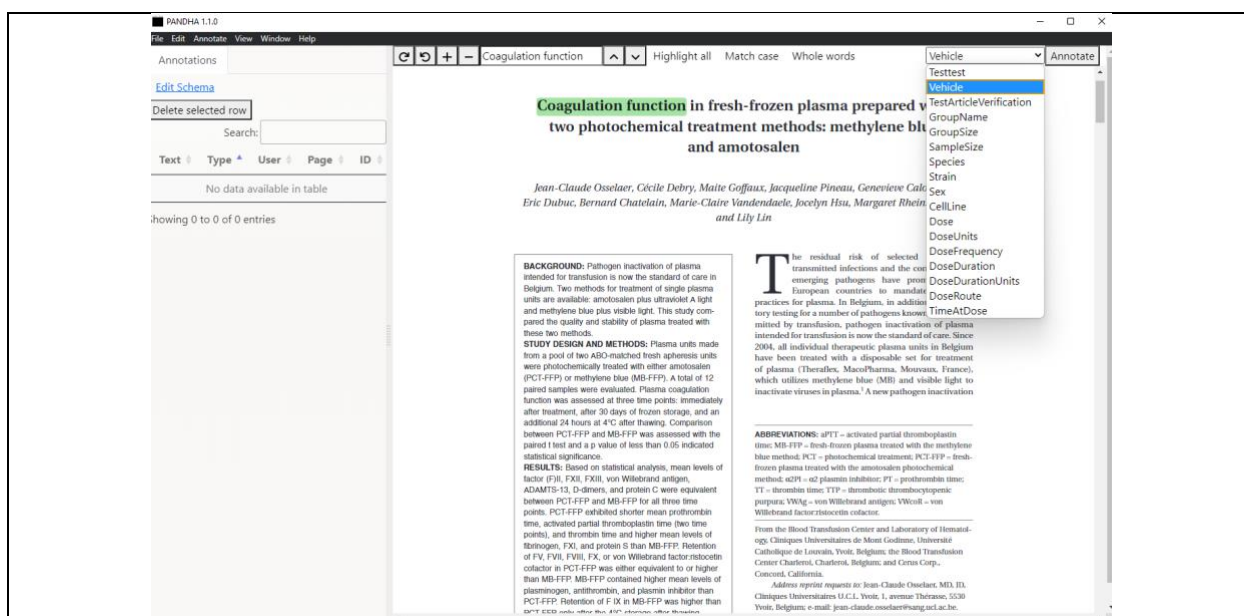 PANDHA 1.1.0
File Edit Annotate View Window Help
Annotations
Edit Schema
Delete selected row
Search:
Text Type User Page ID
No data available in table
Showing 0 to 0 of 0 entries
Coagulation function Highlight all Match case Whole words Vehicle Annotate
Testtest
Vehicle
TestArticleVerification
GroupName
GroupSize
SampleSize
Species
Strain
Sex
CellLine
Dose
DoseUnits
DoseFrequency
DoseDuration
DoseDurationUnits
DoseRoute
TimeAtDose
Coagulation function in fresh-frozen plasma prepared
two photochemical treatment methods: methylene
and amotosalen
Jean-Claude Osselaer, Cécile Debry, Maite Goffaux, Jacqueline Pineau, Genevieve
Eric Dubuc, Bernard Chatelain, Marie-Claire Vandendaele, Jocelyn Hsu, Margaret
and Lily Lin
BACKGROUND: Pathogen inactivation of plasma
intended for transfusion is now the standard of care in
Belgium. Two methods for treatment of single plasma
units are available: amotosalen plus ultraviolet A light
and methylene blue plus visible light. This study com-
pared the quality and stability of plasma treated with
these two methods.
STUDY DESIGN AND METHODS: Plasma units made
from a pool of two ABO-matched fresh apheresis units
were photochemically treated with either amotosalen
(PCT-FFP) or methylene blue (MB-FFP). A total of 12
paired samples were evaluated. Plasma coagulation
function was assessed at three time points: immediately
after treatment, after 30 days of frozen storage, and an
additional 24 hours at 4°C after thawing. Comparison
between PCT-FFP and MB-FFP was assessed with the
paired t test and a p value of less than 0.05 indicated
statistical significance.
RESULTS: Based on statistical analysis, mean levels of
factor (F)II, FXII, FXIII, von Willebrand antigen,
ADAMTS-13, D-dimers, and protein C were equivalent
between PCT-FFP and MB-FFP for all three time
points. PCT-FFP exhibited shorter mean prothrombin
time, activated partial thromboplastin time (two time
points), and thrombin time and higher mean levels of
fibrinogen, FXI, and protein S than MB-FFP. Retention
of FV, FVII, FVIII, FX, or von Willebrand factor:ristocetin
cofactor in PCT-FFP was either equivalent to or higher
than MB-FFP. MB-FFP contained higher mean levels of
plasminogen, antithrombin, and plasmin inhibitor than
PCT-FFP. Retention of F IX in MB-FFP was higher than
PCT-FFP only after the 4°C storage after thawing
The residual risk of selected
transmitted infections and the
emerging pathogens have
European countries to mandate
practices for plasma. In Belgium, in
tory testing for a number of pathogens
mitted by transfusion, pathogen inactivation of plasma
intended for transfusion is now the standard of care. Since
2004, all individual therapeutic plasma units in Belgium
have been treated with a disposable set for treatment
of plasma (Theraflex, MacoPharma, Mouvaux, France),
which utilizes methylene blue (MB) and visible light to
inactivate viruses in plasma.¹ A new pathogen inactivation
ABBREVIATIONS: aPTT = activated partial thromboplastin
time; MB-FFP = fresh-frozen plasma treated with the methylene
blue method; PCT = photochemical treatment; PCT-FFP = fresh-
frozen plasma treated with the amotosalen photochemical
method; α2PI = α2 plasmin inhibitor; PT = prothrombin time;
TT = thrombin time; TTP = thrombotic thrombocytopenic
purpura; VWAg = von Willebrand antigen; VWcoll = von
Willebrand factor:ristocetin cofactor.
From the Blood Transfusion Center and Laboratory of Hematol-
ogy, Cliniques Universitaires de Mont Godinne, Université
Catholique de Louvain, Yvoir, Belgium; the Blood Transfusion
Center Charleroi, Charleroi, Belgium; and Cerus Corp.,
Concord, California.
Address reprint requests to: Jean-Claude Osselaer, MD, ID,
Cliniques Universitaires U.C.L. Yvoir, 1, avenue Thérasse, 5530
Yvoir, Belgium; e-mail: jean-claude.osselaer@sang.ucl.ac.be.